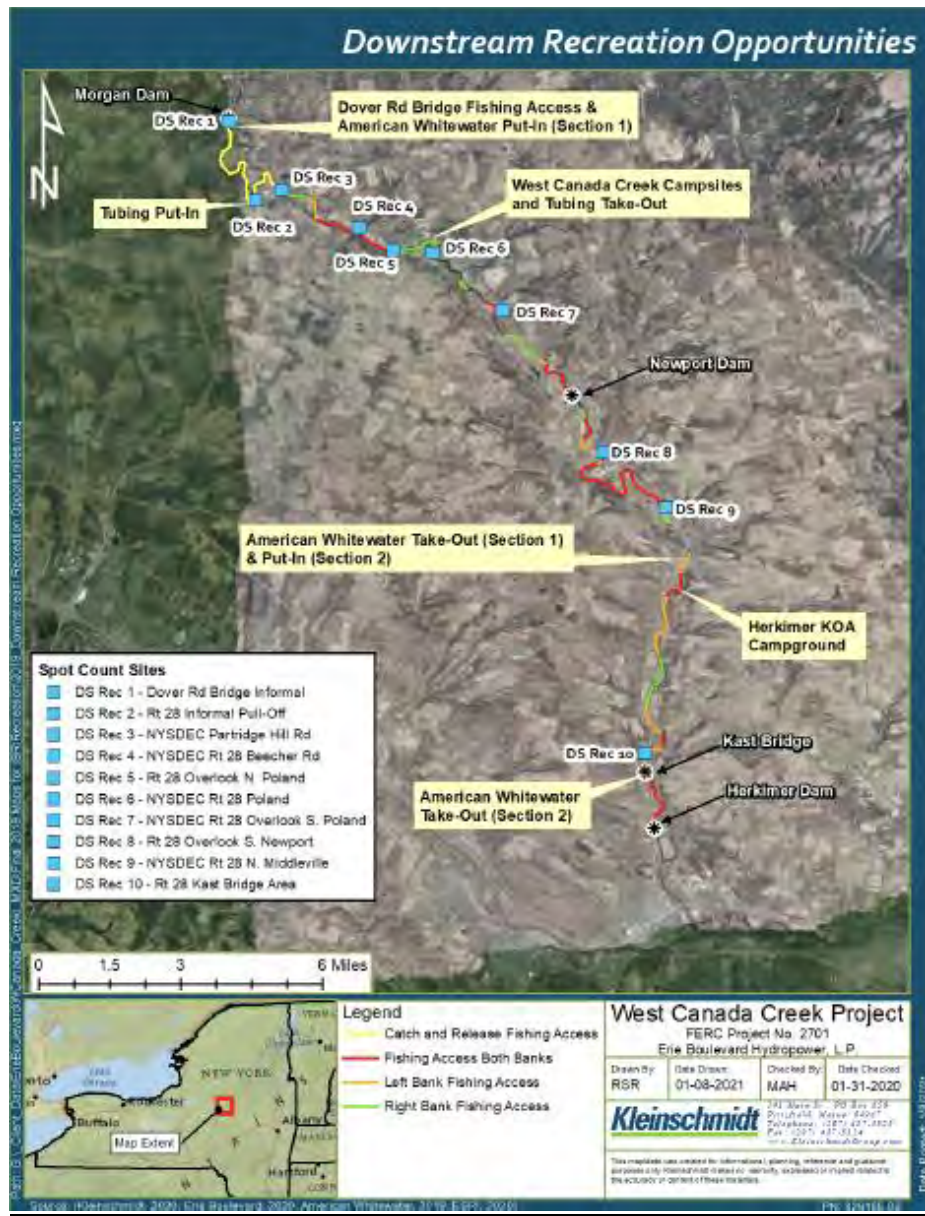 Downstream Recreation Opportunities
Morgan Dam
DS Rec 1
Dover Rd Bridge Fishing Access &
American Whitewater Put-In (Section 1)
N
DS Rec 3
West Canada Creek Campsites
and Tubing Take-Out
Tubing Put-In
DS Rec 2
DS Rec 4
DS Rec 5
DS Rec 6
DS Rec 7
Newport Dam
DS Rec 8
DS Rec 9
American Whitewater Take-Out (Section 1)
& Put-In (Section 2)
Herkimer KOA
Campground
Spot Count Sites
DS Rec 1 - Dover Rd Bridge Informal
DS Rec 2 - Rt 28 Informal Pull-Off
DS Rec 3 - NYSDEC Partridge Hill Rd
DS Rec 4 - NYSDEC Rt 28 Beecher Rd
DS Rec 5 - Rt 28 Overlook N. Poland
DS Rec 6 - NYSDEC Rt 28 Poland
DS Rec 7 - NYSDEC Rt 28 Overlook S. Poland
DS Rec 8 - Rt 28 Overlook S. Newport
DS Rec 9 - NYSDEC Rt 28 N. Middleville
DS Rec 10 - Rt 28 Kast Bridge Area
DS Rec 10
Kast Bridge
American Whitewater
Take-Out (Section 2)
Herkimer Dam
0 1.5 3 6 Miles
NEW YORK
Rochester
Buffalo
Albany
Hartford
Map Extent
Legend
Catch and Release Fishing Access
Fishing Access Both Banks
Left Bank Fishing Access
Right Bank Fishing Access
West Canada Creek Project
FERC Project No. 2701
Erie Boulevard Hydropower, L.P.
Drawn By: Date Drawn: Checked By: Date Checked:
RSR 01-08-2021 MAH 01-31-2020
Kleinschmidt